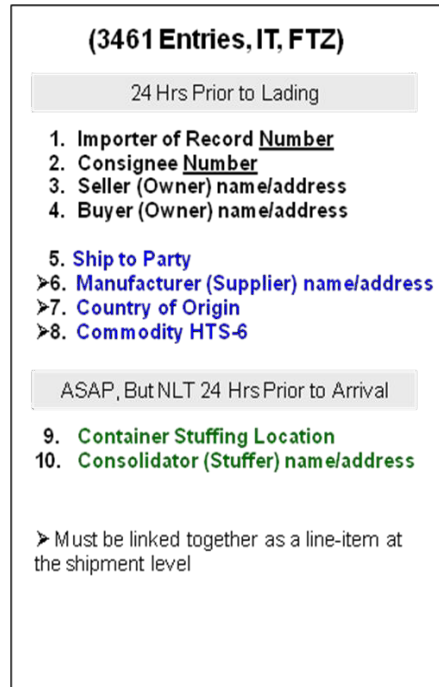 (3461 Entries, IT, FTZ)
24 Hrs Prior to Lading
1. Importer of Record Number
2. Consignee Number
3. Seller (Owner) name/address
4. Buyer (Owner) name/address
5. Ship to Party
➢6. Manufacturer (Supplier) name/address
➢7. Country of Origin
➢8. Commodity HTS-6
ASAP, But NLT 24 Hrs Prior to Arrival
9. Container Stuffing Location
10. Consolidator (Stuffer) name/address
➢ Must be linked together as a line-item at
the shipment level